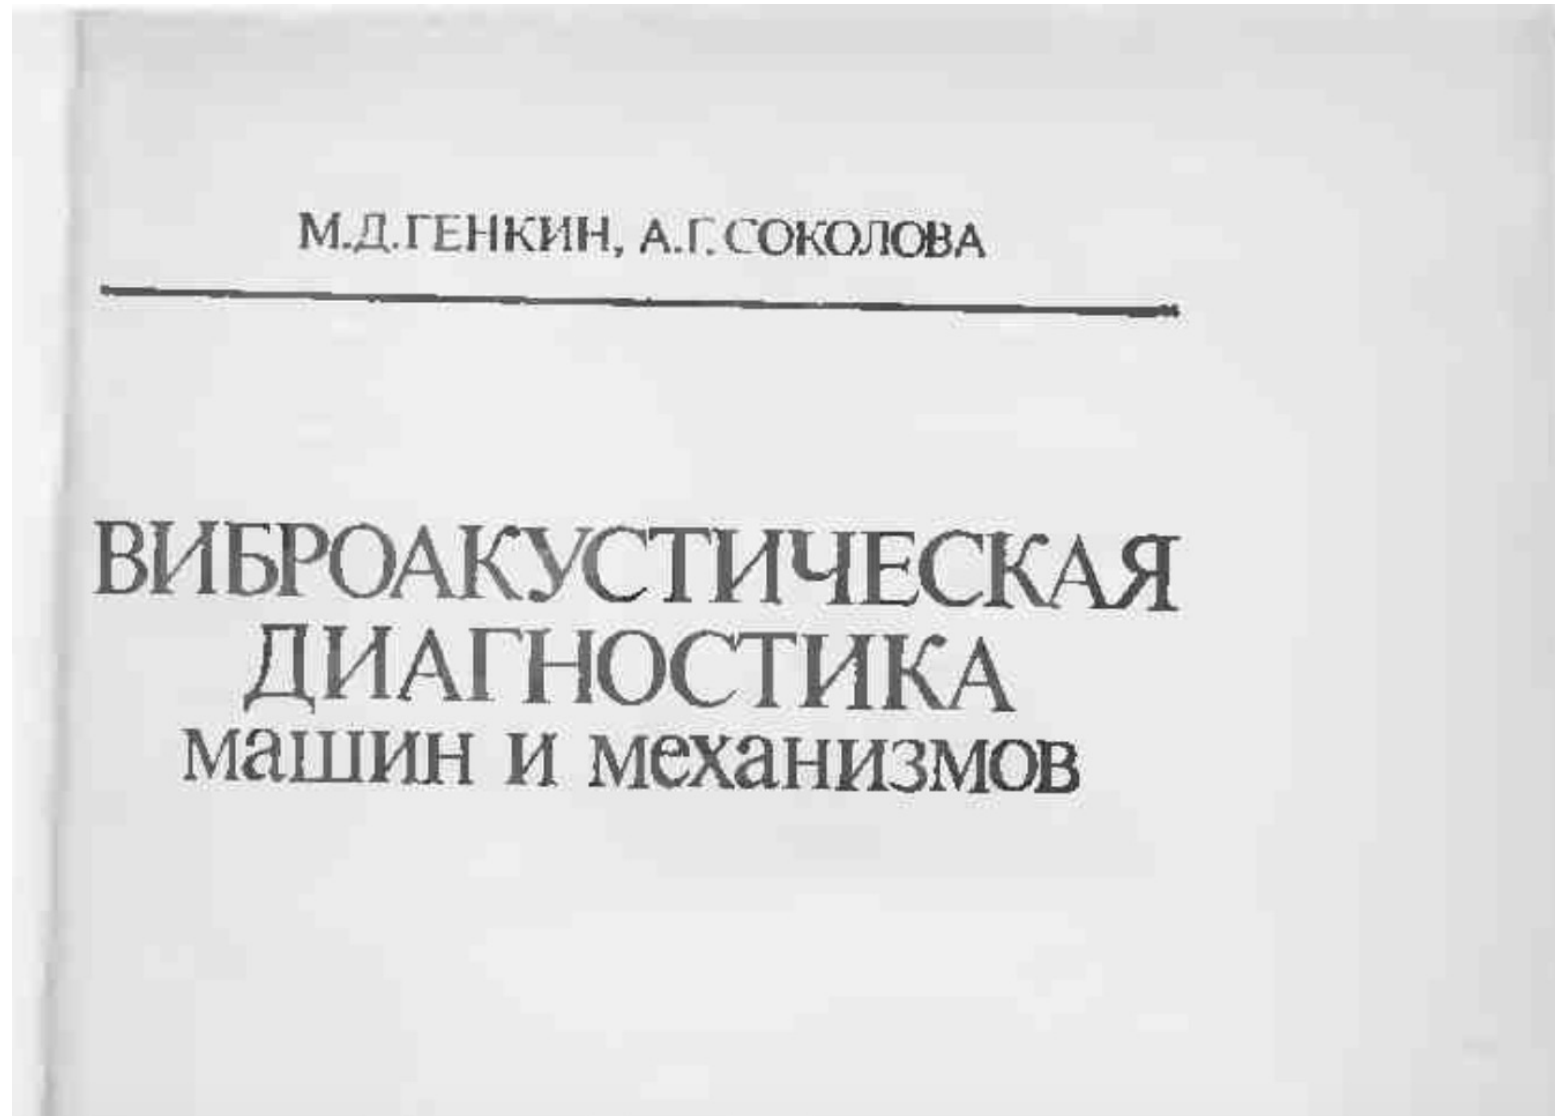 М.Д.ГЕНКИН, А.Г.СОКОЛОВА
ВИБРОАКУСТИЧЕСКАЯ
ДИАГНОСТИКА
машин и механизмов